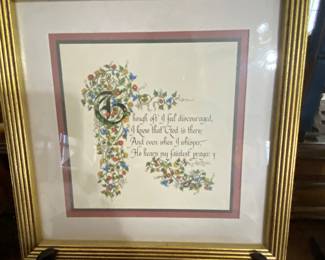 Though oft I feel discouraged,
I know that God is there;
And even when I whisper,
He hears my faintest prayer.